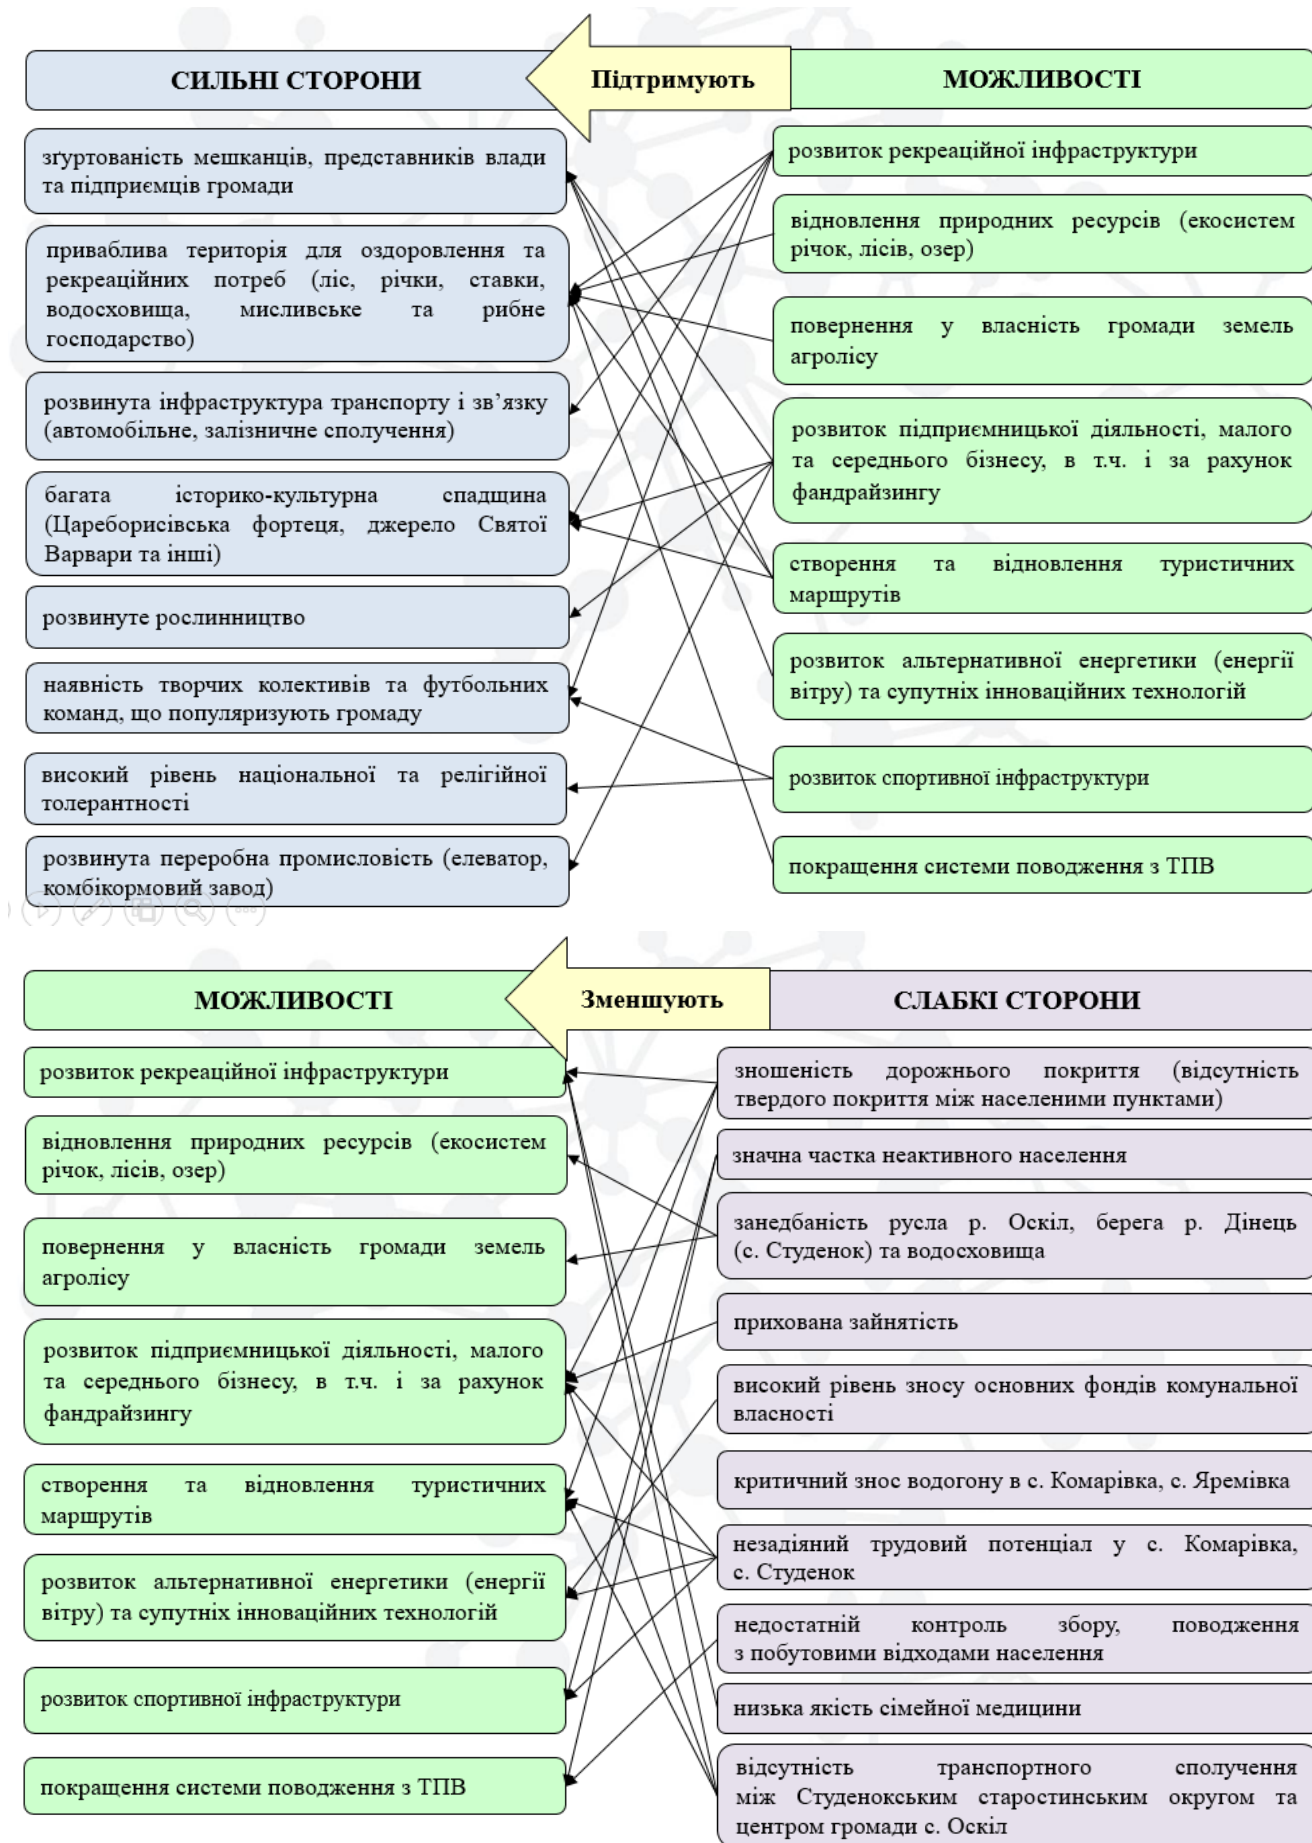 СИЛЬНІ СТОРОНИ
Підтримують
МОЖЛИВОСТІ
згуртованість мешканців, представників влади
та підприємців громади
приваблива територія для оздоровлення та
рекреаційних потреб (ліс, річки, ставки,
водосховища, мисливське та рибне
господарство)
розвинута інфраструктура транспорту і зв’язку
(автомобільне, залізничне сполучення)
багата історико-культурна спадщина
(Цареборисівська фортеця, джерело Святої
Варвари та інші)
розвинуте рослинництво
наявність творчих колективів та футбольних
команд, що популяризують громаду
високий рівень національної та релігійної
толерантності
розвинута переробна промисловість (елеватор,
комбікормовий завод)
розвиток рекреаційної інфраструктури
відновлення природних ресурсів (екосистем
річок, лісів, озер)
повернення у власність громади земель
агролісу
розвиток підприємницької діяльності, малого
та середнього бізнесу, в т.ч. і за рахунок
фандрайзингу
створення та відновлення туристичних
маршрутів
розвиток альтернативної енергетики (енергії
вітру) та супутніх інноваційних технологій
розвиток спортивної інфраструктури
покращення системи поводження з ТПВ
МОЖЛИВОСТІ
Зменшують
СЛАБКІ СТОРОНИ
розвиток рекреаційної інфраструктури
відновлення природних ресурсів (екосистем
річок, лісів, озер)
повернення у власність громади земель
агролісу
розвиток підприємницької діяльності, малого
та середнього бізнесу, в т.ч. і за рахунок
фандрайзингу
створення та відновлення туристичних
маршрутів
розвиток альтернативної енергетики (енергії
вітру) та супутніх інноваційних технологій
розвиток спортивної інфраструктури
покращення системи поводження з ТПВ
зношеність дорожнього покриття (відсутність
твердого покриття між населеними пунктами)
значна частка неактивного населення
занедбаність русла р. Оскіл, берега р. Дінець
(с. Студенок) та водосховища
прихована зайнятість
високий рівень зносу основних фондів комунальної
власності
критичний знос водогону в с. Комарівка, с. Яремівка
незадіяний трудовий потенціал у с. Комарівка,
с. Студенок
недостатній контроль збору, поводження
з побутовими відходами населення
низька якість сімейної медицини
відсутність транспортного сполучення
між Студенокським старостинським округом та
центром громади с. Оскіл